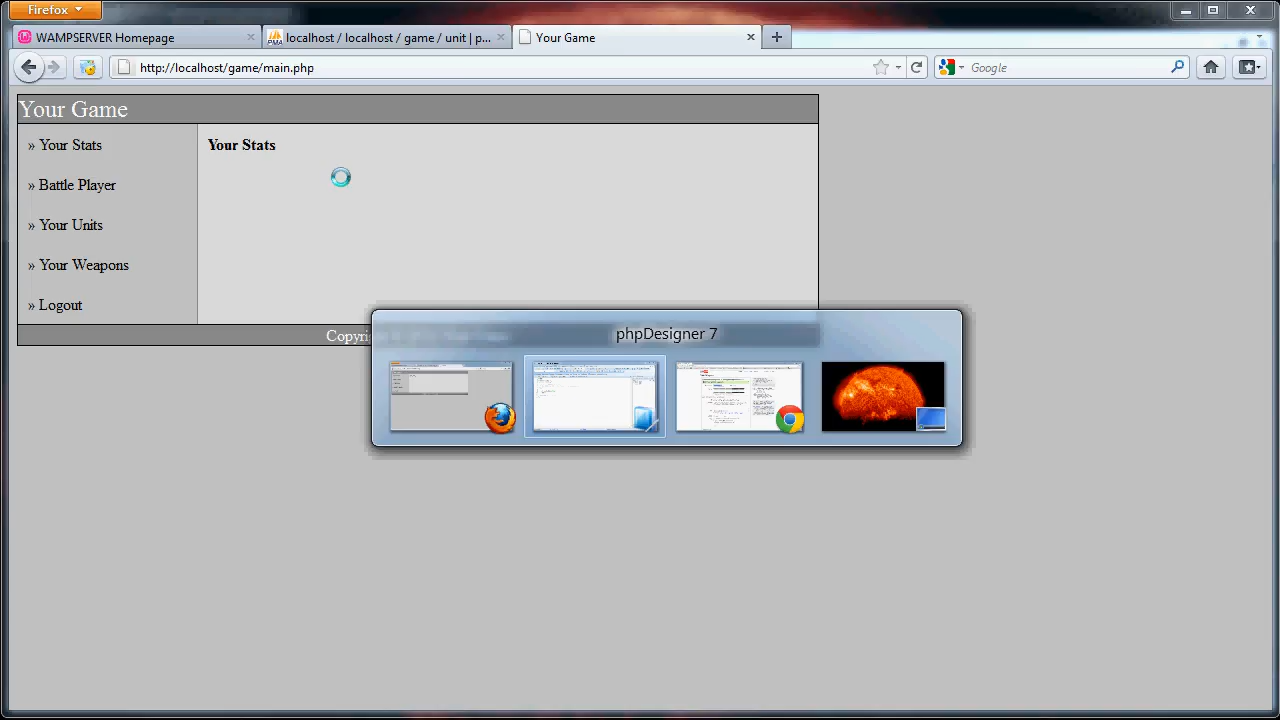 Firefox
WAMPSERVER Homepage
localhost / localhost / game / unit | p...
Your Game
http://localhost/game/main.php
Google
Your Game
» Your Stats
» Battle Player
» Your Units
» Your Weapons
» Logout
Your Stats
phpDesigner 7